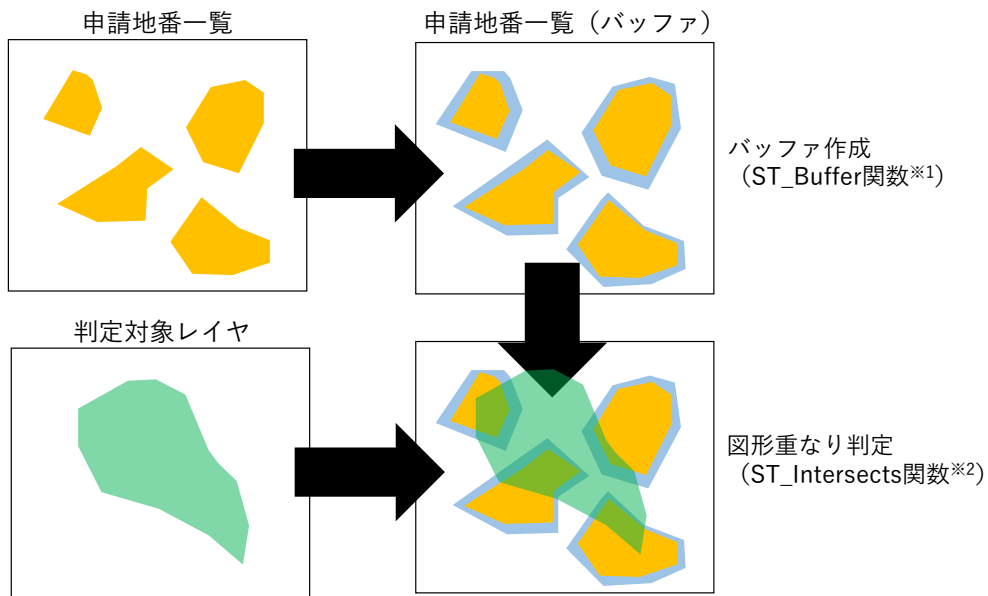 申請地番一覧
申請地番一覧（バッファ）
バッファ作成
（ST_Buffer関数※1）
判定対象レイヤ
図形重なり判定
（ST_Intersects関数※2）